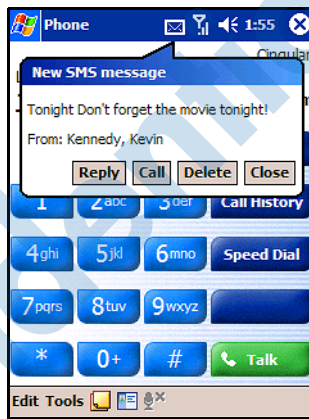 Phone 1:55
Cingular
New SMS message
Tonight Don't forget the movie tonight!
From: Kennedy, Kevin
Reply Call Delete Close
1 2abc 3def Call History
4ghi 5jkl 6mno Speed Dial
7pqrs 8tuv 9wxyz
* 0+ # Talk
Edit Tools